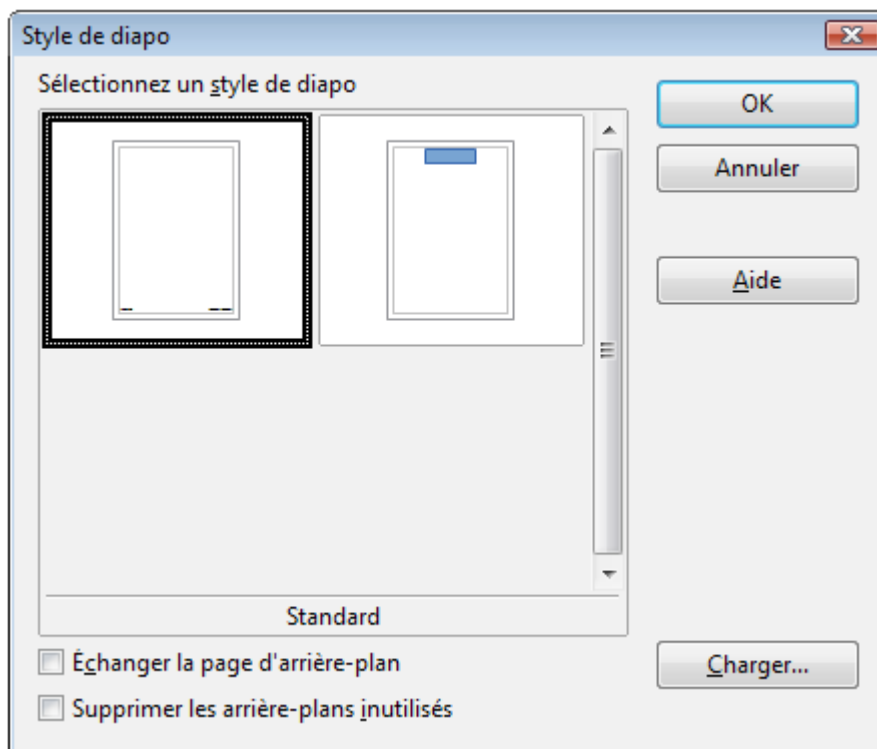 Style de diapo
Sélectionnez un style de diapo
OK
Annuler
Aide
Standard
Échanger la page d'arrière-plan
Charger...
Supprimer les arrière-plans inutilisés